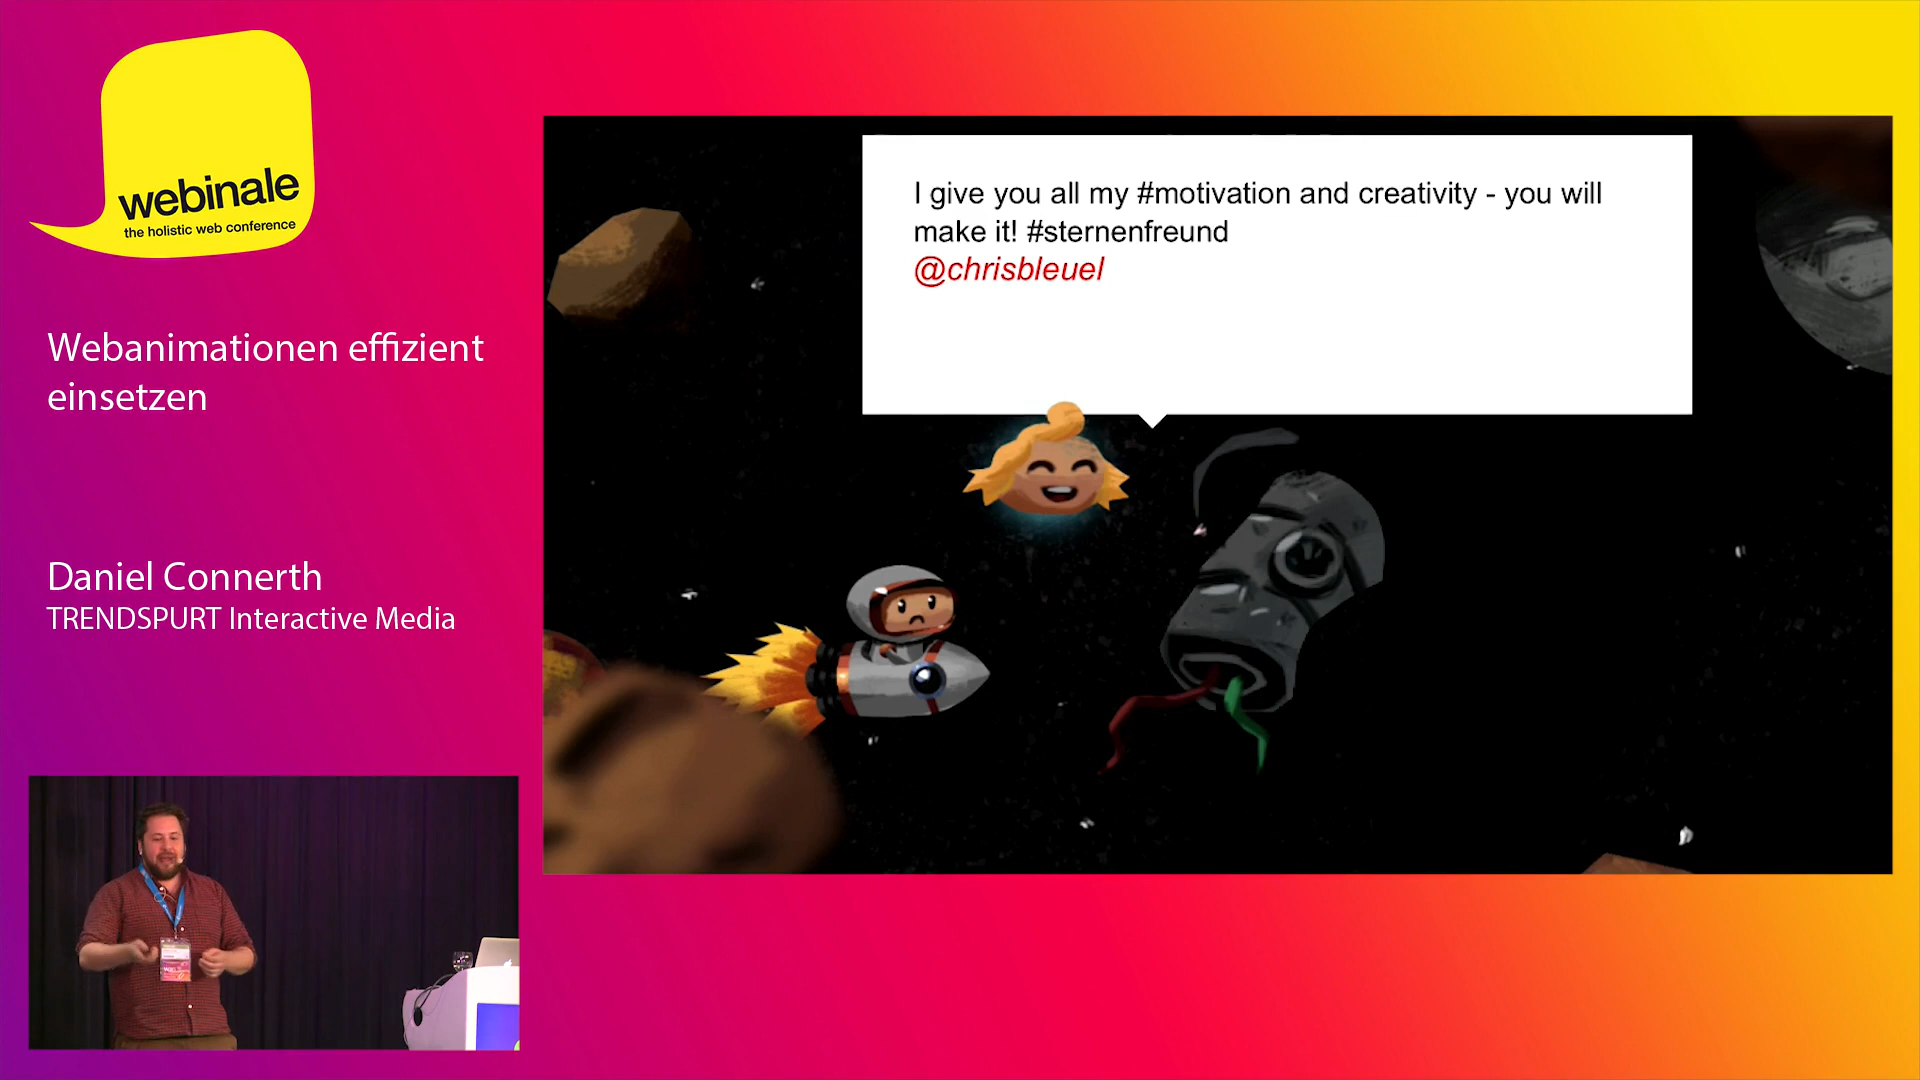 webinale
the holistic web conference
Webanimationen effizient
einsetzen
Daniel Connerth
TRENDSPURT Interactive Media
I give you all my #motivation and creativity - you will
make it! #sternenfreund
@chrisbleuel